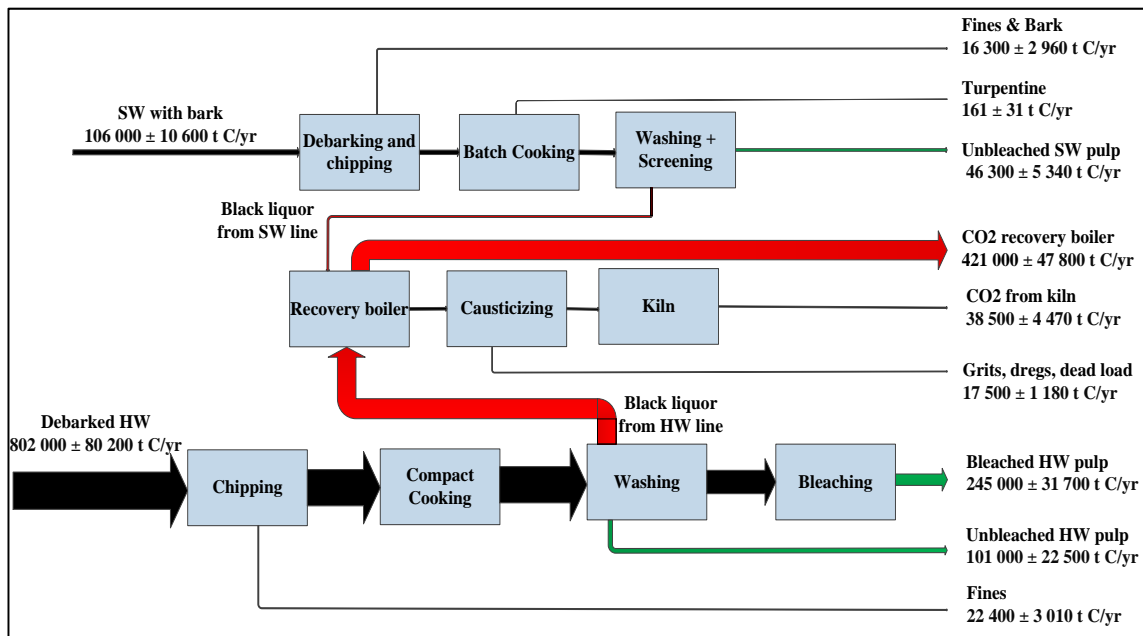 Fines & Bark
16 300 ± 2 960 t C/yr
Turpentine
161 ± 31 t C/yr
SW with bark
106 000 ± 10 600 t C/yr
Debarking and
chipping
Batch Cooking
Washing +
Screening
Unbleached SW pulp
46 300 ± 5 340 t C/yr
Black liquor
from SW line
CO2 recovery boiler
421 000 ± 47 800 t C/yr
Recovery boiler
Causticizing
Kiln
CO2 from kiln
38 500 ± 4 470 t C/yr
Grits, dregs, dead load
17 500 ± 1 180 t C/yr
Black liquor
from HW line
Debarked HW
802 000 ± 80 200 t C/yr
Chipping
Compact
Cooking
Washing
Bleaching
Bleached HW pulp
245 000 ± 31 700 t C/yr
Unbleached HW pulp
101 000 ± 22 500 t C/yr
Fines
22 400 ± 3 010 t C/yr